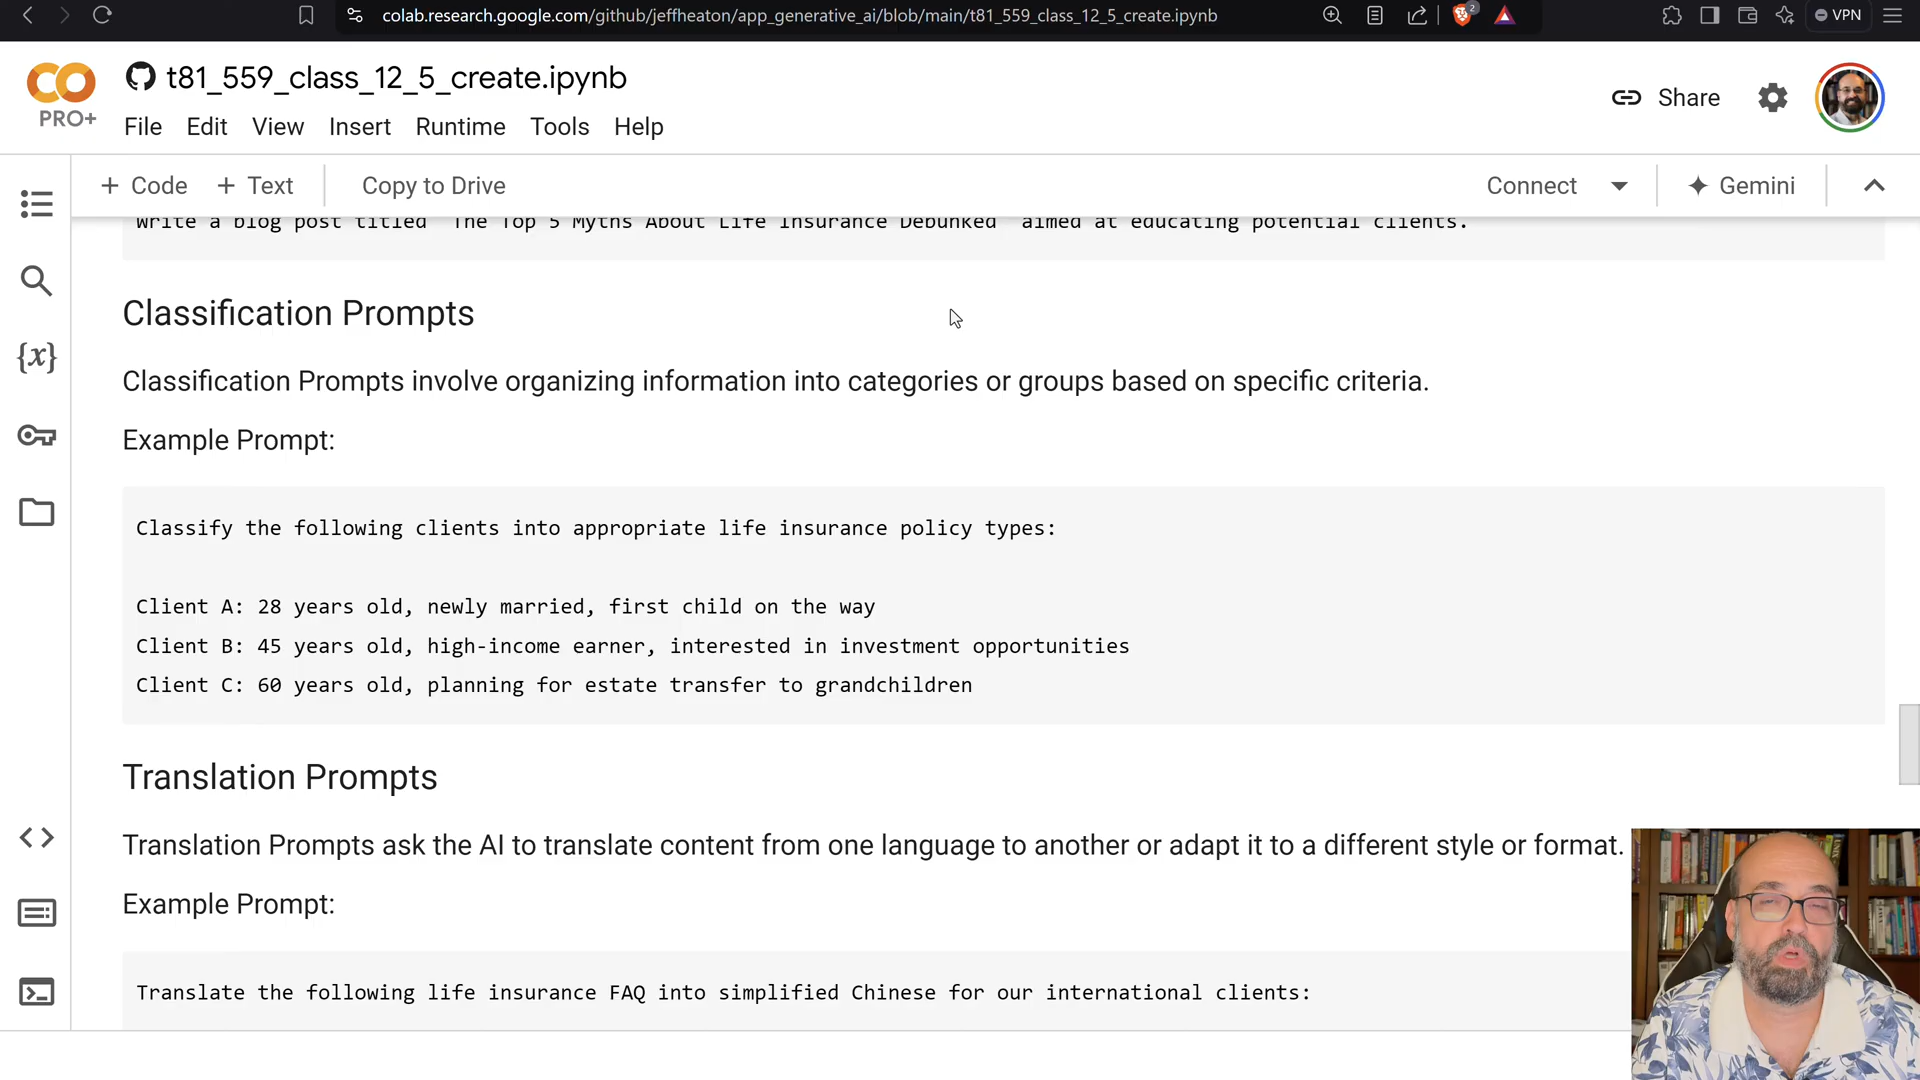 colab.research.google.com/github/jeffheaton/app_generative_ai/blob/main/t81_559_class_12_5_create.ipynb
2
VPN
PRO+
t81_559_class_12_5_create.ipynb
File Edit View Insert Runtime Tools Help
Share
+ Code + Text Copy to Drive
Connect
Gemini
Write a blog post titled "The Top 5 Myths About Life Insurance Debunked" aimed at educating potential clients.
Classification Prompts
Classification Prompts involve organizing information into categories or groups based on specific criteria.
Example Prompt:
Classify the following clients into appropriate life insurance policy types:
Client A: 28 years old, newly married, first child on the way
Client B: 45 years old, high-income earner, interested in investment opportunities
Client C: 60 years old, planning for estate transfer to grandchildren
Translation Prompts
Translation Prompts ask the AI to translate content from one language to another or adapt it to a different style or format.
Example Prompt:
Translate the following life insurance FAQ into simplified Chinese for our international clients: